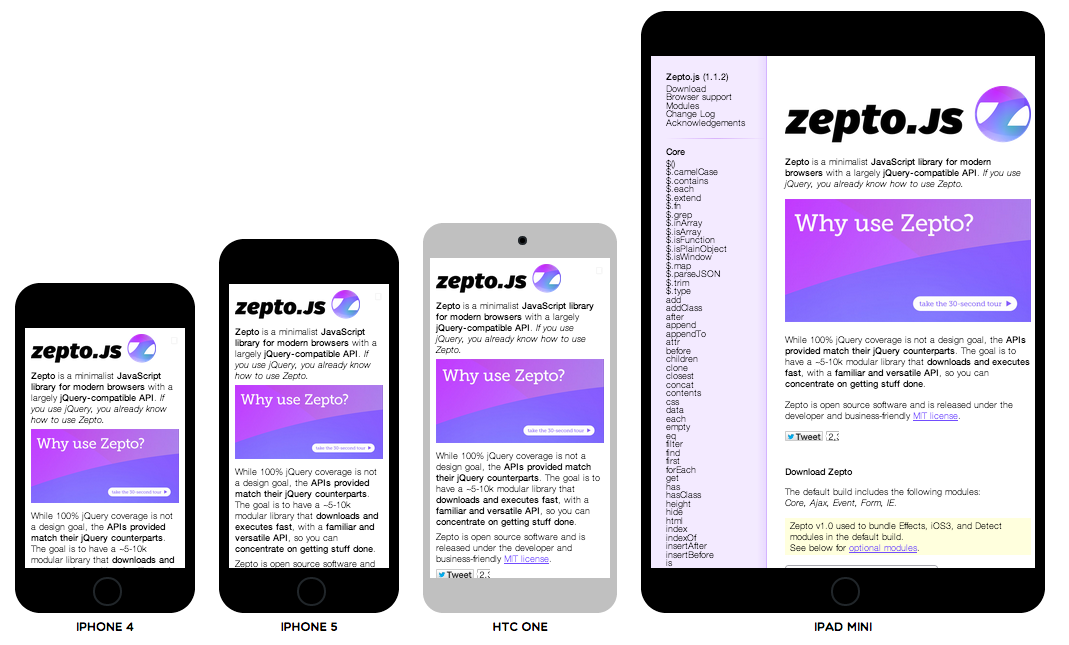 zepto.JS
Zepto is a minimalist JavaScript
library for modern browsers with a
largely jQuery-compatible API. If
you use jQuery, you already know
how to use Zepto.
Why use Zepto?
take the 30-second tour
While 100% jQuery coverage is not
a design goal, the APIs provided
match their jQuery counterparts.
The goal is to have a ~5-10k
modular library that downloads and
IPHONE 4
zepto.JS
Zepto is a minimalist JavaScript
library for modern browsers with a
largely jQuery-compatible API. If
you use jQuery, you already know
how to use Zepto.
Why use Zepto?
take the 30-second tour
While 100% jQuery coverage is not
a design goal, the APIs provided
match their jQuery counterparts.
The goal is to have a ~5-10k
modular library that downloads and
executes fast, with a familiar and
versatile API, so you can
concentrate on getting stuff done.
Zepto is open source software and
IPHONE 5
zepto.JS
Zepto is a minimalist JavaScript library
for modern browsers with a largely
jQuery-compatible API. If you use
jQuery, you already know how to use
Zepto.
Why use Zepto?
take the 30-second tour
While 100% jQuery coverage is not a
design goal, the APIs provided match
their jQuery counterparts. The goal is to
have a ~5-10k modular library that
downloads and executes fast, with a
familiar and versatile API, so you can
concentrate on getting stuff done.
Zepto is open source software and is
released under the developer and
business-friendly MIT license.
Tweet
HTC ONE
Zepto.js (1.1.2)
Download
Browser support
Modules
Change Log
Acknowledgements
Core
$()
$.camelCase
$.contains
$.each
$.extend
$.fn
$.grep
$.inArray
$.isArray
$.isFunction
$.isPlainObject
$.isWindow
$.map
$.parseJSON
$.trim
$.type
add
addClass
after
append
appendTo
attr
before
children
clone
closest
concat
contents
css
data
each
empty
eq
filter
find
first
forEach
get
has
hasClass
height
hide
html
index
indexOf
insertAfter
insertBefore
is
zepto.JS
Zepto is a minimalist JavaScript library for modern
browsers with a largely jQuery-compatible API. If you use
jQuery, you already know how to use Zepto.
Why use Zepto?
take the 30-second tour
While 100% jQuery coverage is not a design goal, the APIs
provided match their jQuery counterparts. The goal is to
have a ~5-10k modular library that downloads and executes
fast, with a familiar and versatile API, so you can
concentrate on getting stuff done.
Zepto is open source software and is released under the
developer and business-friendly MIT license.
Tweet
Download Zepto
The default build includes the following modules:
Core, Ajax, Event, Form, IE.
Zepto v1.0 used to bundle Effects, iOS3, and Detect
modules in the default build.
See below for optional modules.
IPAD MINI